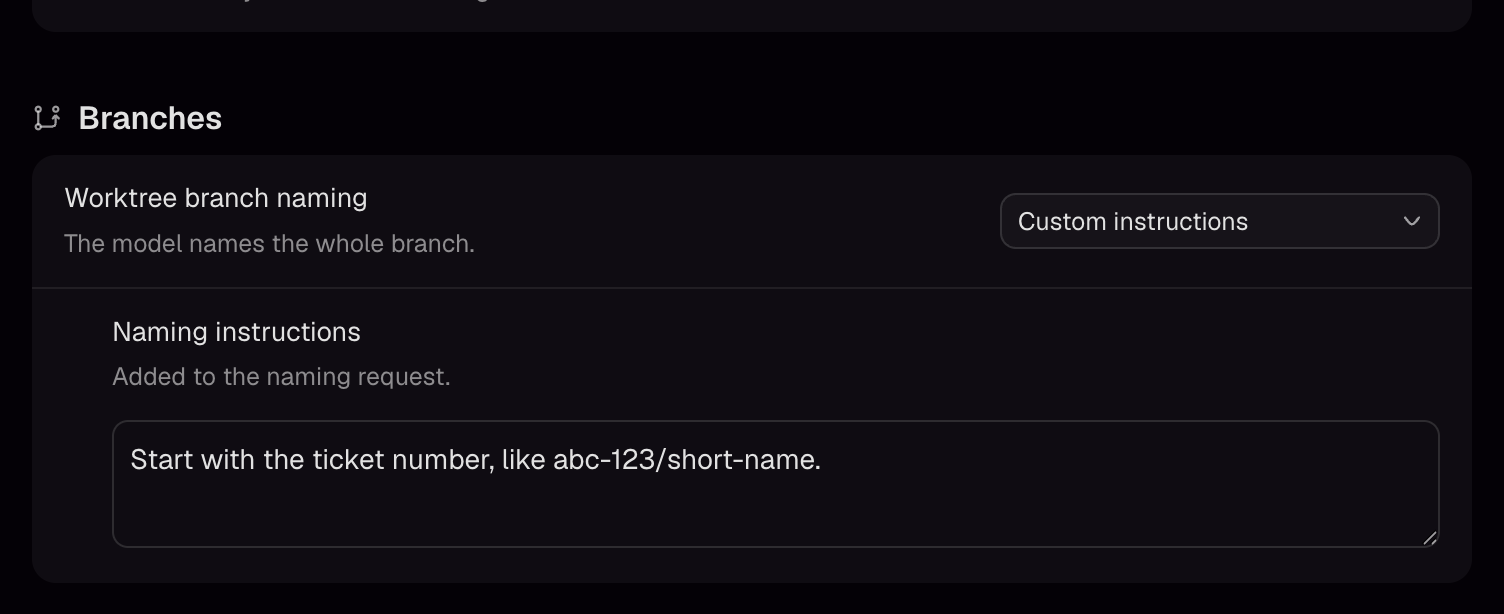 Branches
Worktree branch naming
The model names the whole branch.
Custom instructions
Naming instructions
Added to the naming request.
Start with the ticket number, like abc-123/short-name.